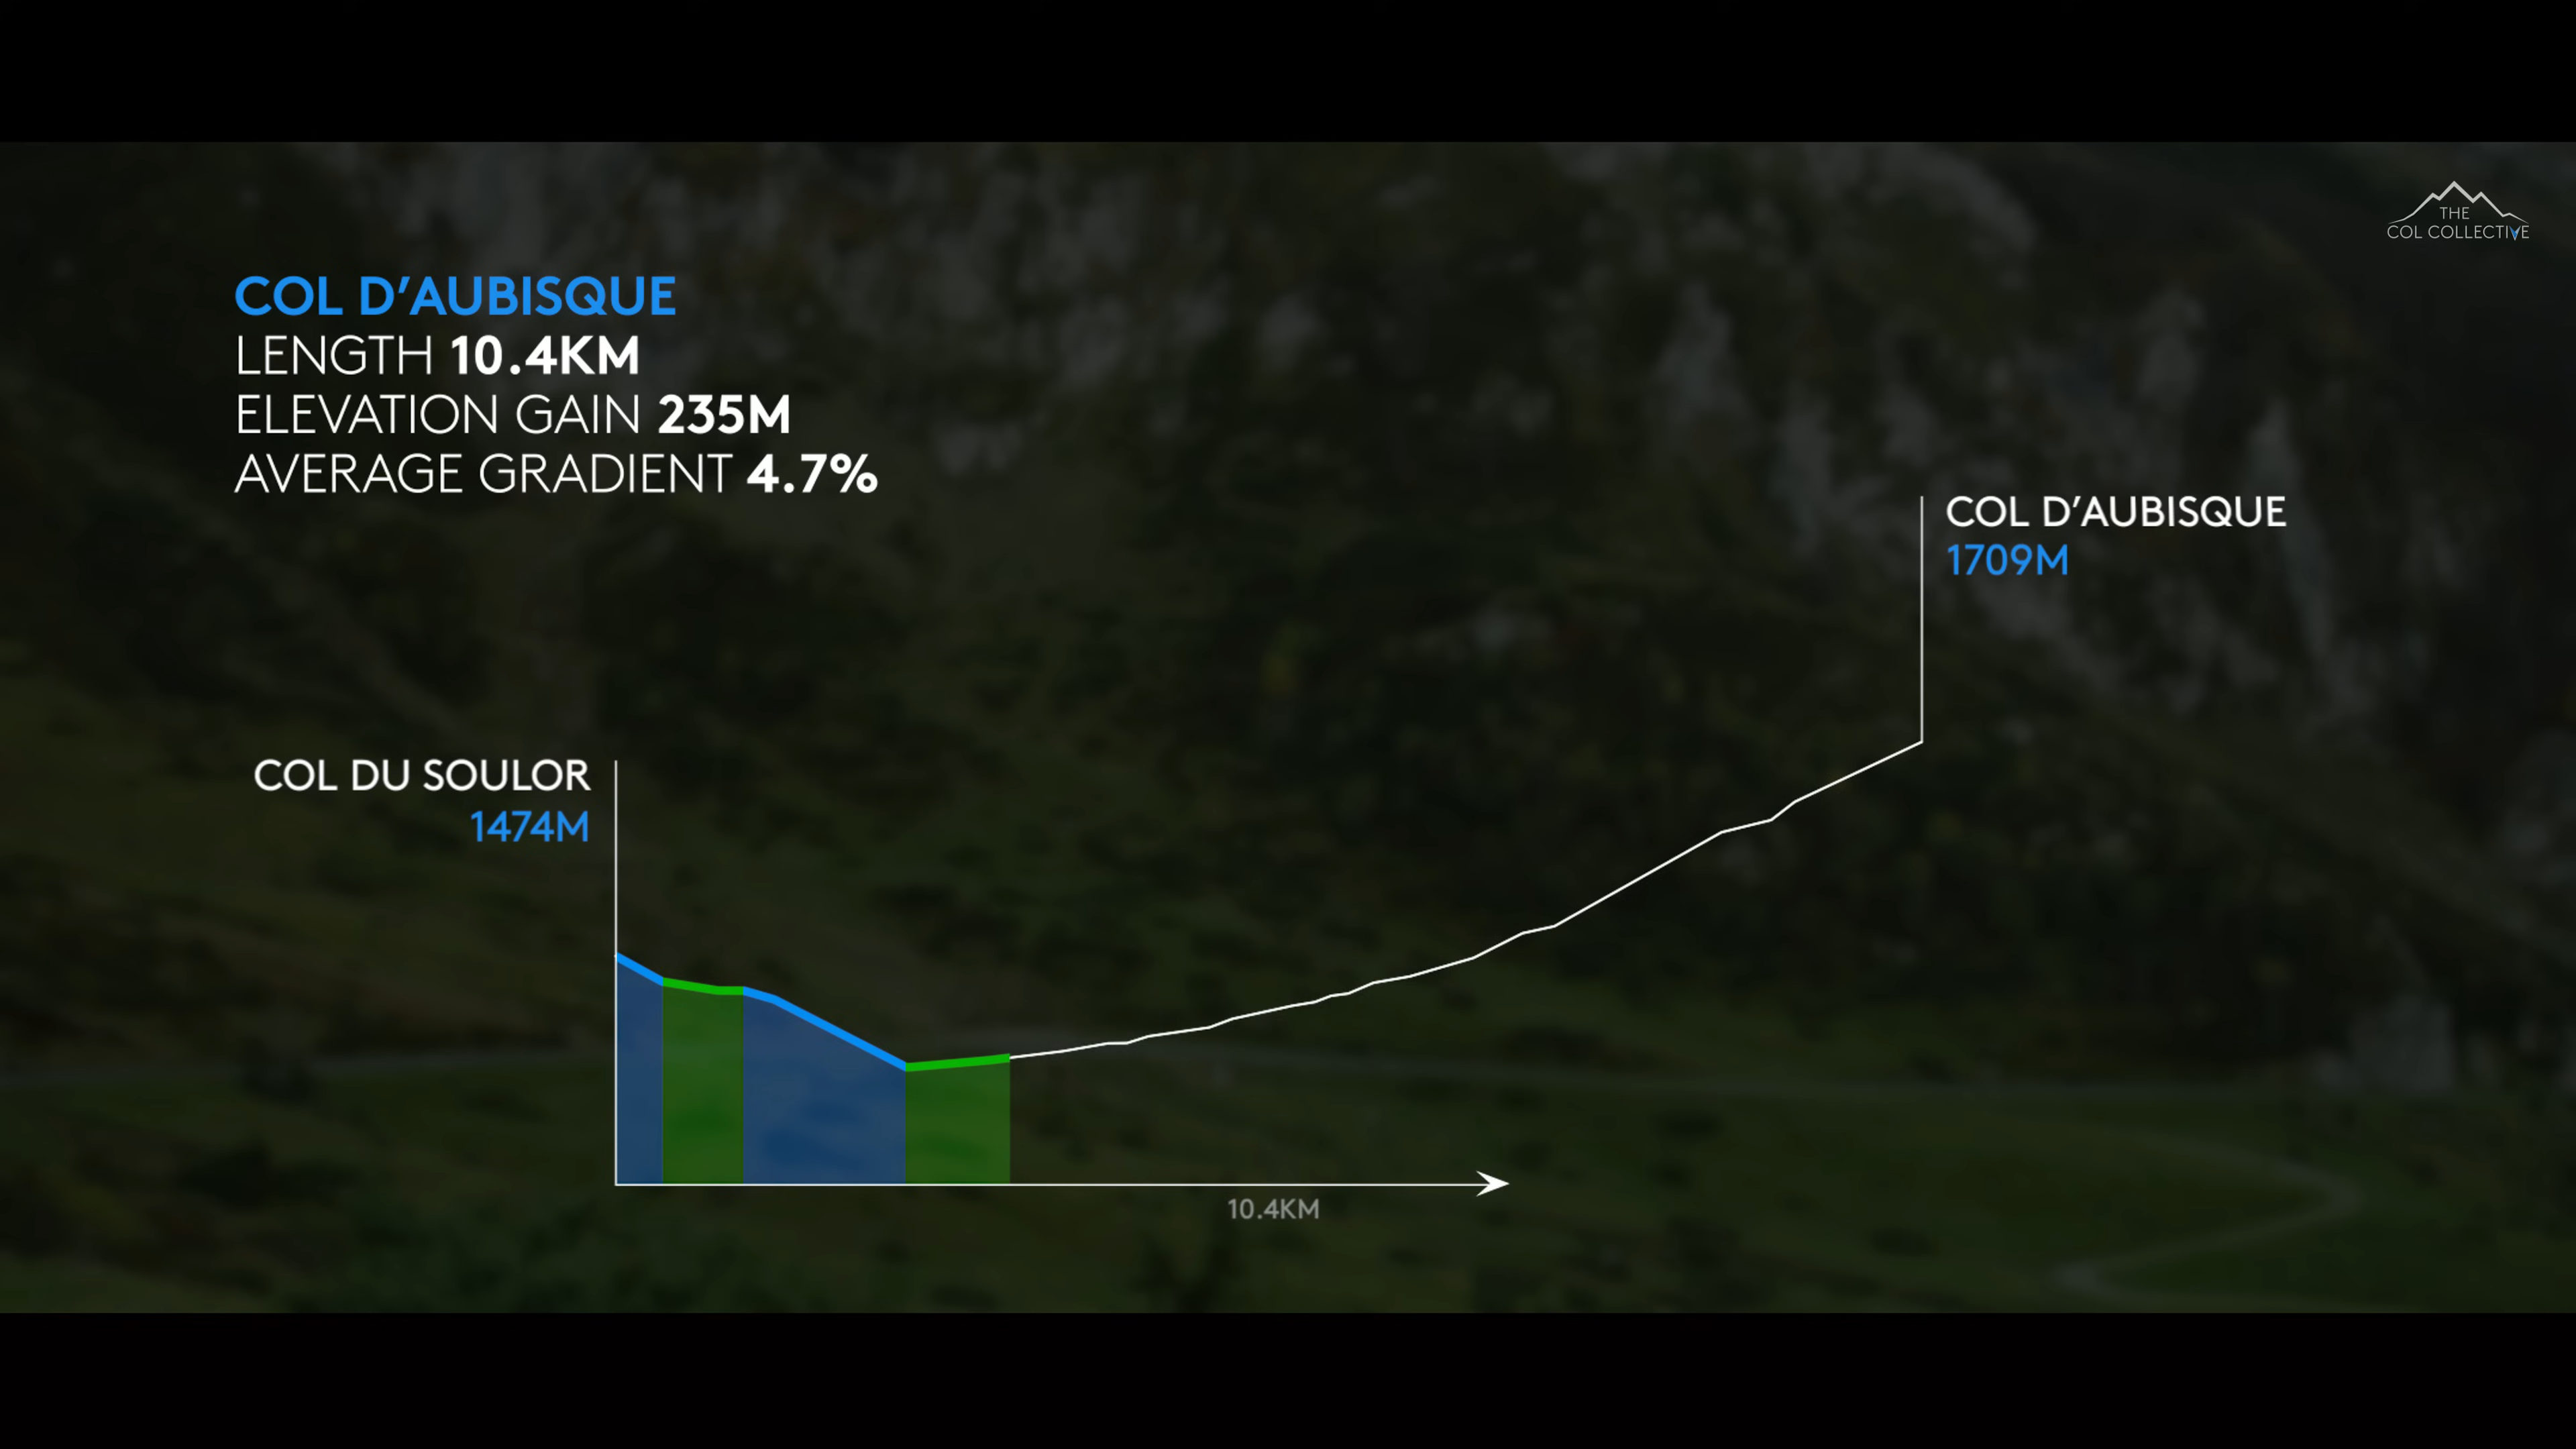 THE
COL COLLECTIVE
COL D’AUBISQUE
LENGTH 10.4KM
ELEVATION GAIN 235M
AVERAGE GRADIENT 4.7%
COL D’AUBISQUE
1709M
COL DU SOULOR
1474M
10.4KM